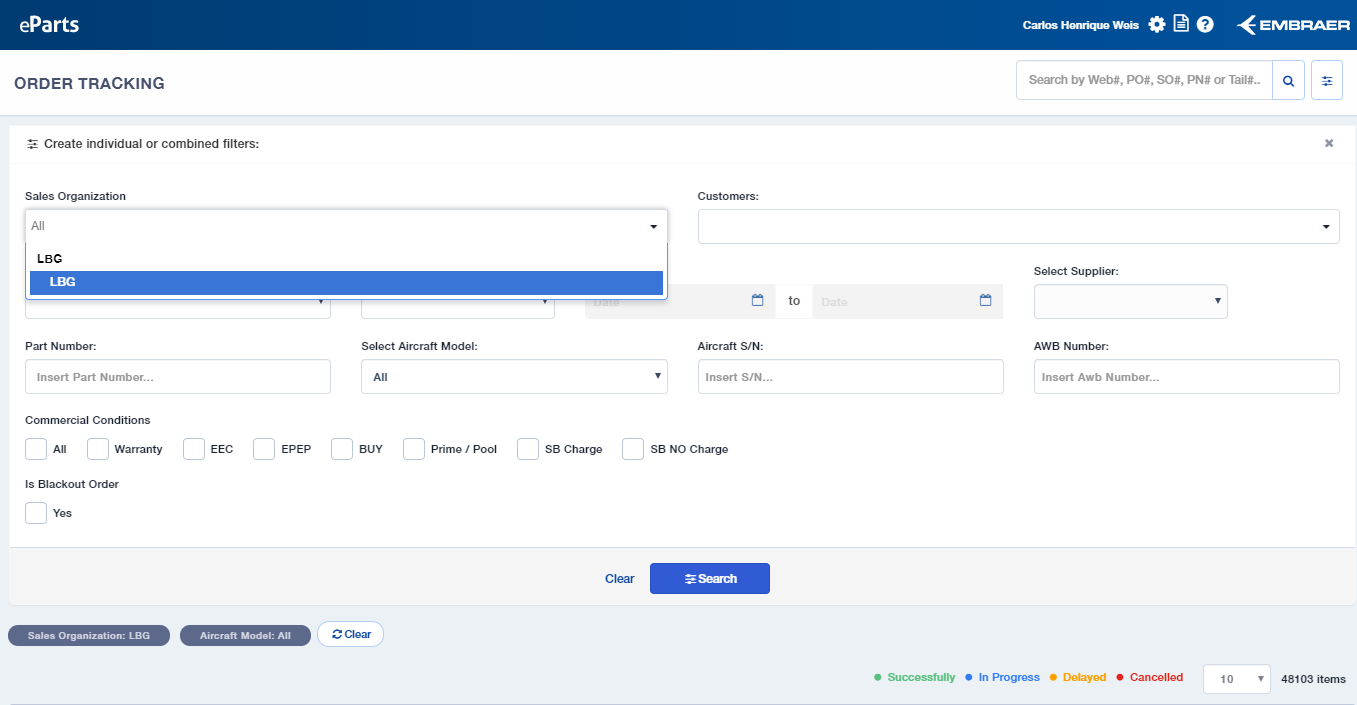 eParts
Carlos Henrique Weis
EMBRAER
ORDER TRACKING
Search by Web#, PO#, SO#, PN# or Tail#..
Create individual or combined filters:
Sales Organization
Customers:
All
LBG
LBG
Select Supplier:
Date
to
Date
Part Number:
Select Aircraft Model:
Aircraft S/N:
AWB Number:
Insert Part Number...
All
Insert S/N...
Insert Awb Number...
Commercial Conditions
All
Warranty
EEC
EPEP
BUY
Prime / Pool
SB Charge
SB NO Charge
Is Blackout Order
Yes
Clear
Search
Sales Organization: LBG
Aircraft Model: All
Clear
Successfully
In Progress
Delayed
Cancelled
10
48103 items